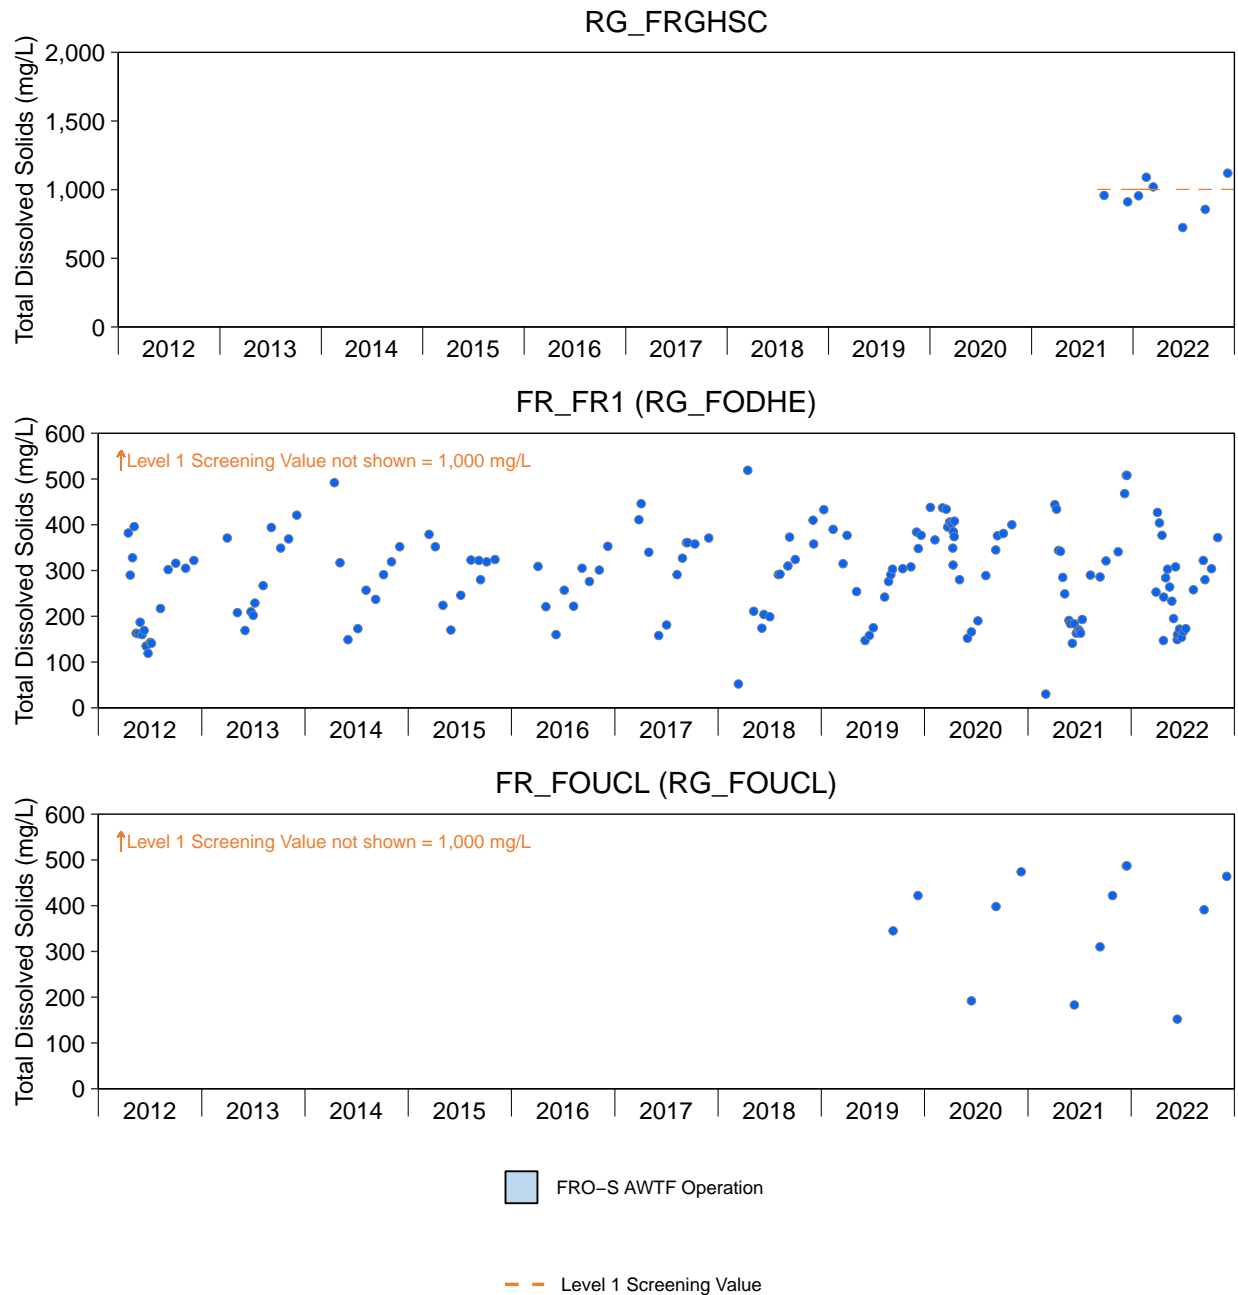 RG_FRGHSC
Total Dissolved Solids (mg/L)
2,000
1,500
1,000
500
0
2012 2013 2014 2015 2016 2017 2018 2019 2020 2021 2022
FR_FR1 (RG_FODHE)
Total Dissolved Solids (mg/L)
600
Level 1 Screening Value not shown = 1,000 mg/L
500
400
300
200
100
0
2012 2013 2014 2015 2016 2017 2018 2019 2020 2021 2022
FR_FOUCL (RG_FOUCL)
Total Dissolved Solids (mg/L)
600
Level 1 Screening Value not shown = 1,000 mg/L
500
400
300
200
100
0
2012 2013 2014 2015 2016 2017 2018 2019 2020 2021 2022
FRO−S AWTF Operation
Level 1 Screening Value